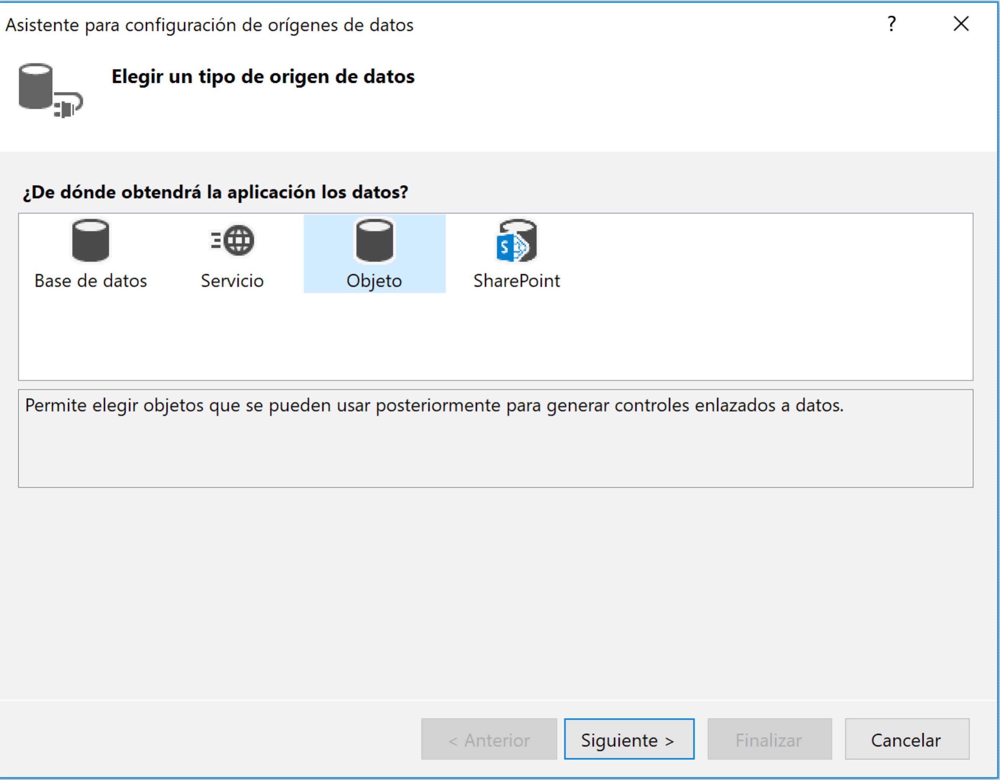 Asistente para configuración de orígenes de datos
?
Elegir un tipo de origen de datos
¿De dónde obtendrá la aplicación los datos?
Base de datos
Servicio
Objeto
SharePoint
Permite elegir objetos que se pueden usar posteriormente para generar controles enlazados a datos.
< Anterior
Siguiente >
Finalizar
Cancelar